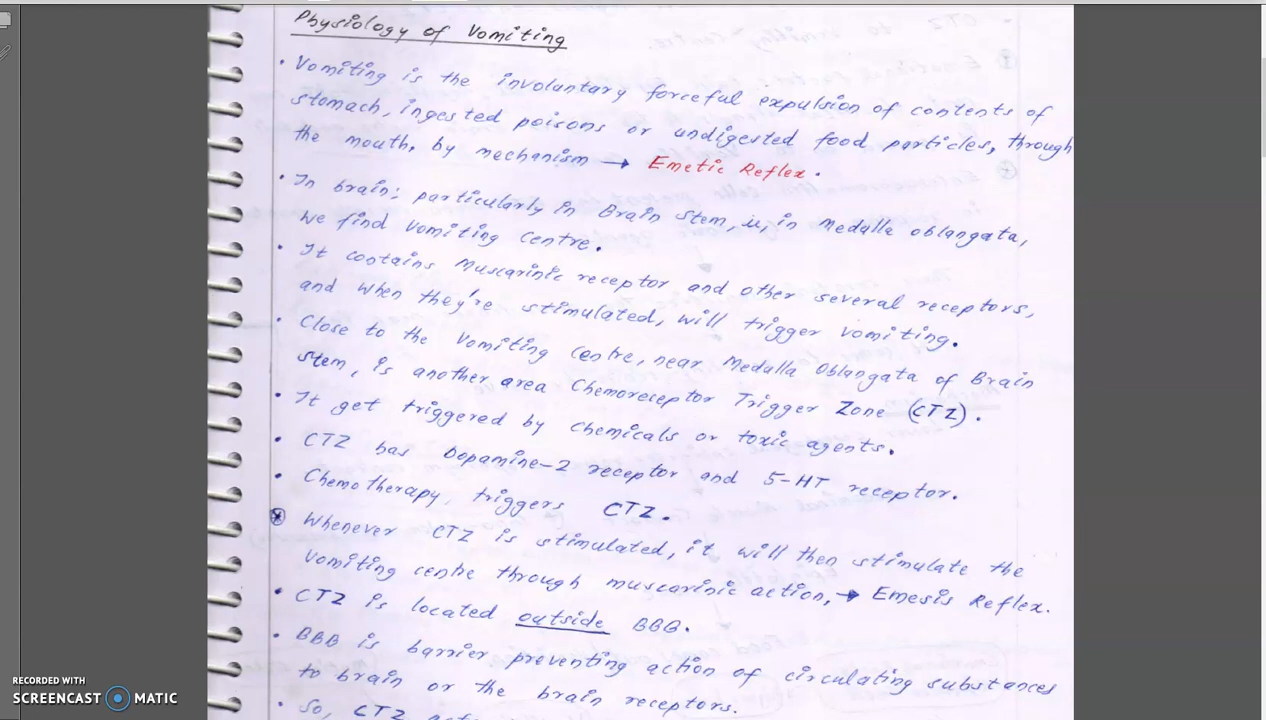 Physiology of Vomiting
• Vomiting is the involuntary forceful expulsion of contents of
stomach, ingested poisons or undigested food particles, through
the mouth, by mechanism → Emetic Reflex.
• In brain; particularly in Brain stem, ie, in Medulla oblangata,
we find Vomiting Centre.
• It contains Muscarinic receptor and other several receptors,
and when they're stimulated, will trigger vomiting.
• Close to the Vomiting Centre, near Medulla Oblangata of Brain
stem, is another area Chemoreceptor Trigger Zone (CTZ).
• It get triggered by chemicals or toxic agents.
• CTZ has Dopamine-2 receptor and 5-HT receptor.
• Chemotherapy, triggers CTZ.
Whenever CTZ is stimulated, it will then stimulate the
Vomiting centre through muscarinic action, → Emesis Reflex.
• CTZ is located outside BBB.
• BBB is barrier preventing action of circulating substances
to brain or the brain receptors.
• So, CTZ
RECORDED WITH
SCREENCAST MATIC